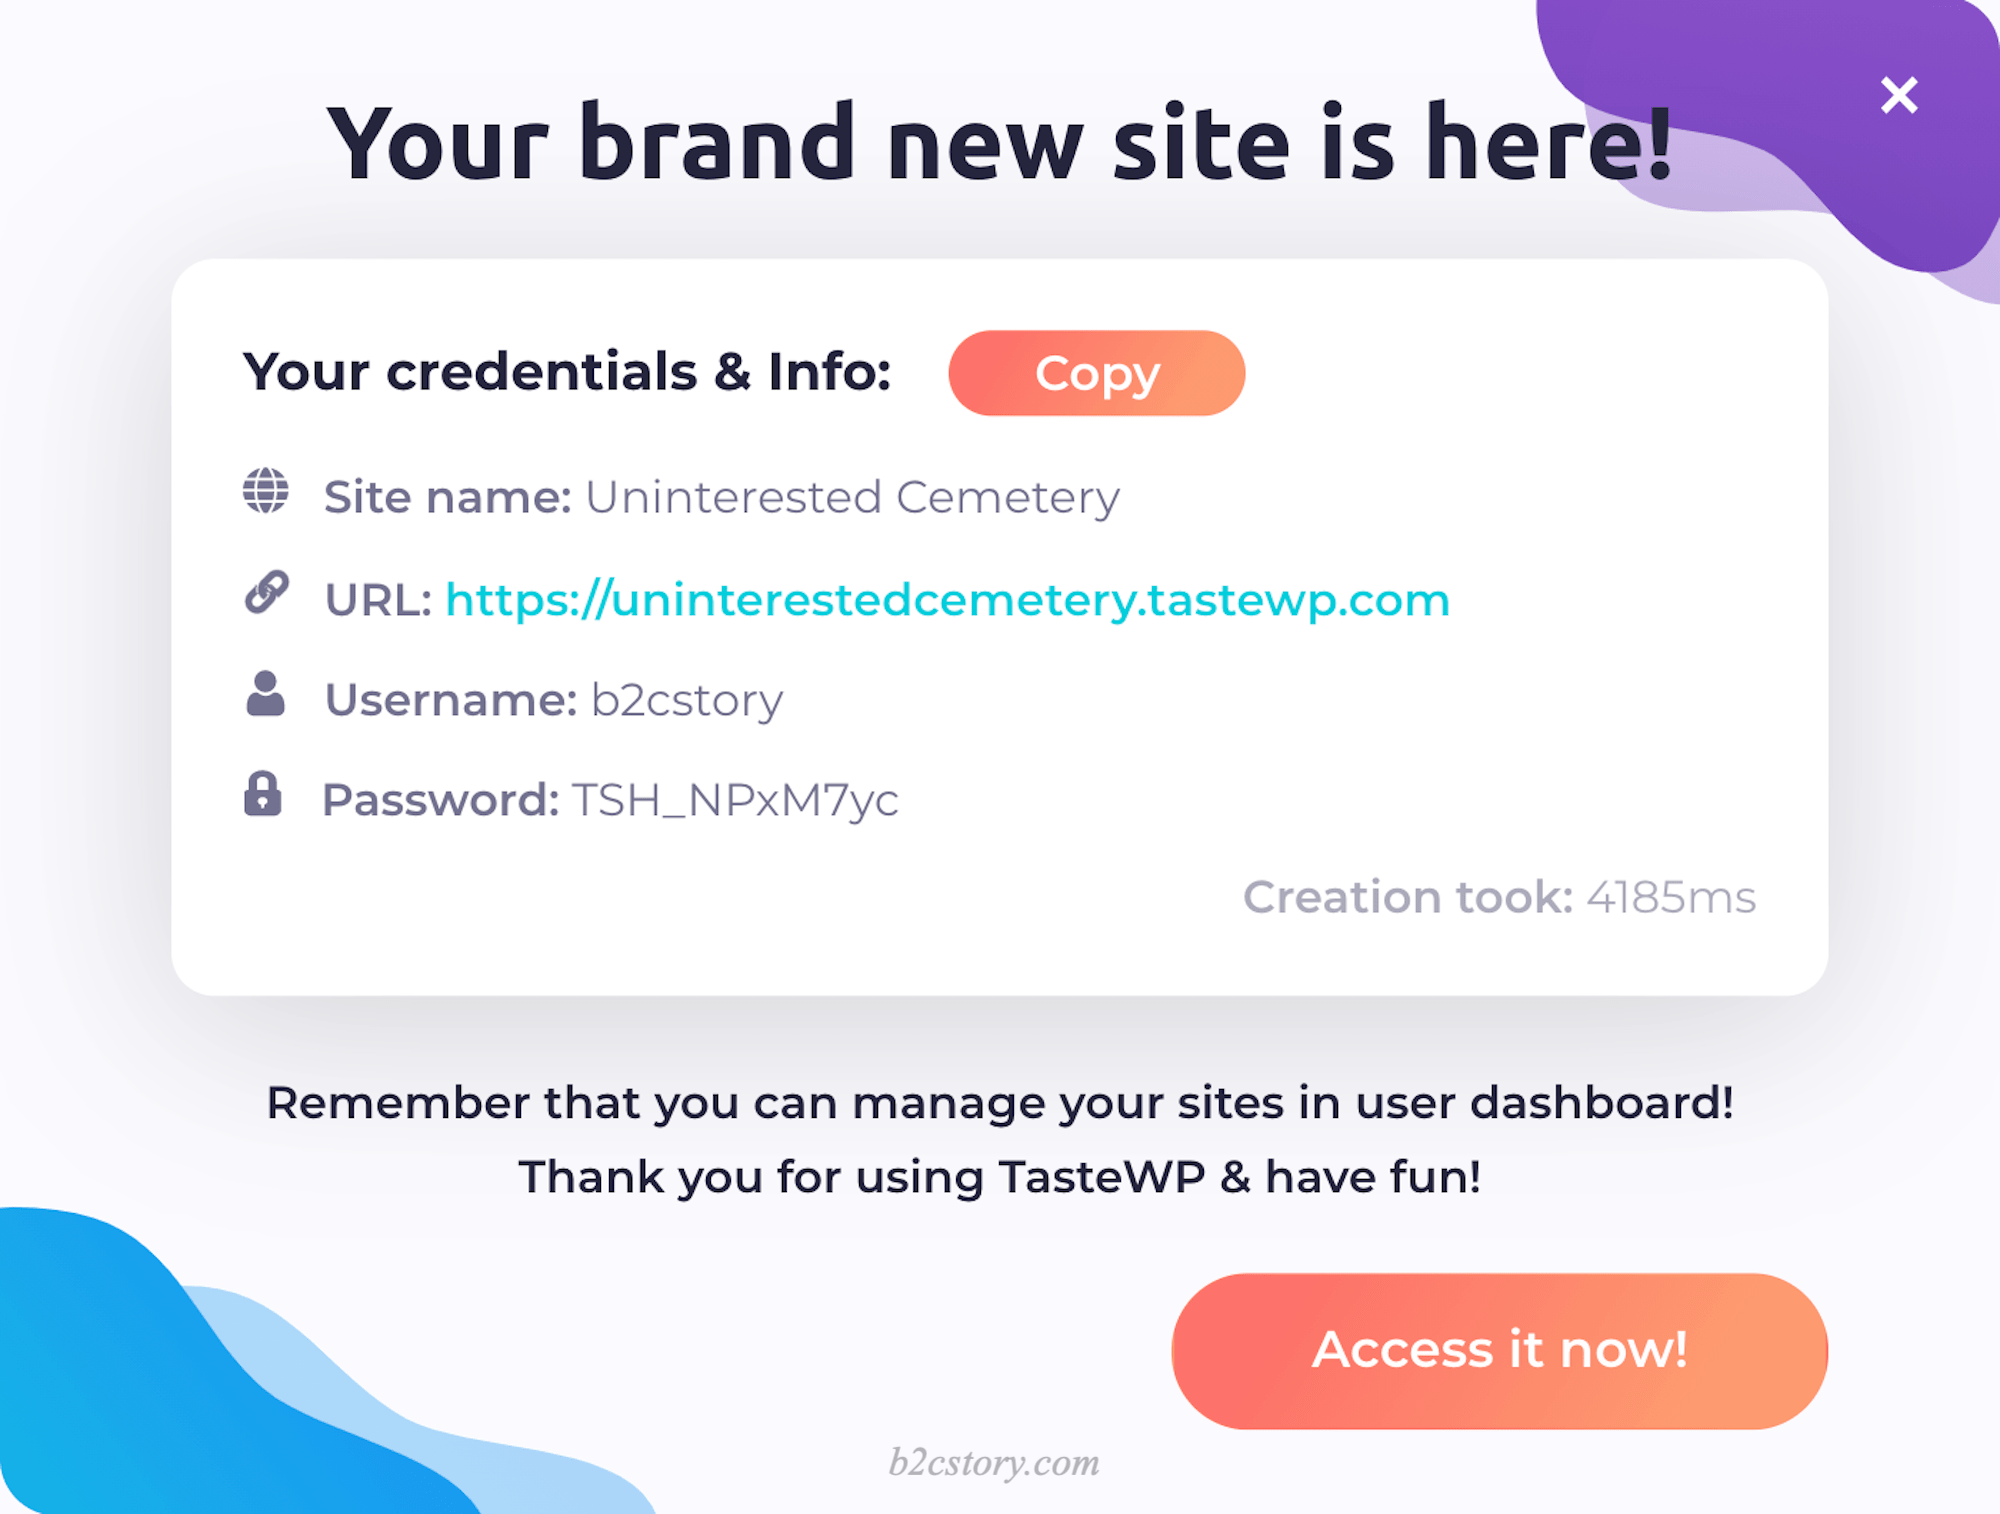 Your brand new site is here!
Your credentials & Info:
Copy
Site name: Uninterested Cemetery
URL: https://uninterestedcemetery.tastewp.com
Username: b2cstory
Password: TSH_NPxM7yc
Creation took: 4185ms
Remember that you can manage your sites in user dashboard!
Thank you for using TasteWP & have fun!
Access it now!
b2cstory.com